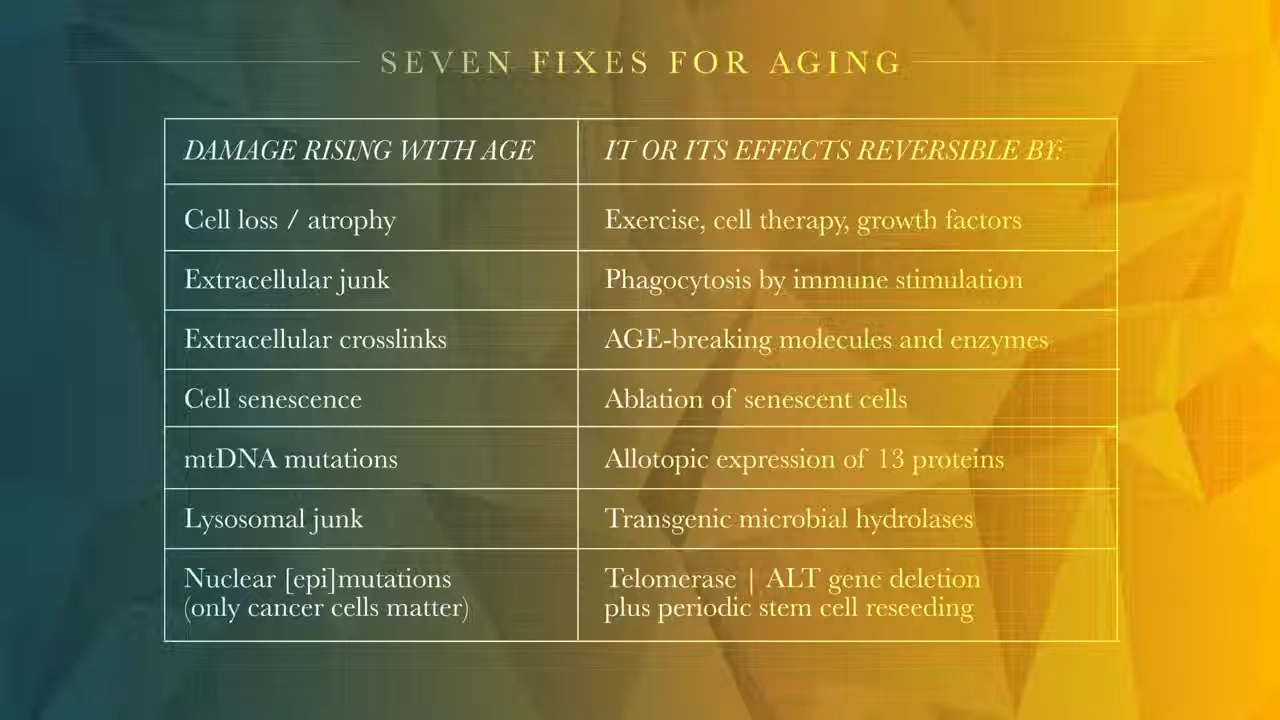 SEVEN FIXES FOR AGING
DAMAGE RISING WITH AGE
IT OR ITS EFFECTS REVERSIBLE BY:
Cell loss / atrophy
Exercise, cell therapy, growth factors
Extracellular junk
Phagocytosis by immune stimulation
Extracellular crosslinks
AGE-breaking molecules and enzymes
Cell senescence
Ablation of senescent cells
mtDNA mutations
Allotopic expression of 13 proteins
Lysosomal junk
Transgenic microbial hydrolases
Nuclear [epi]mutations
(only cancer cells matter)
Telomerase | ALT gene deletion
plus periodic stem cell reseeding